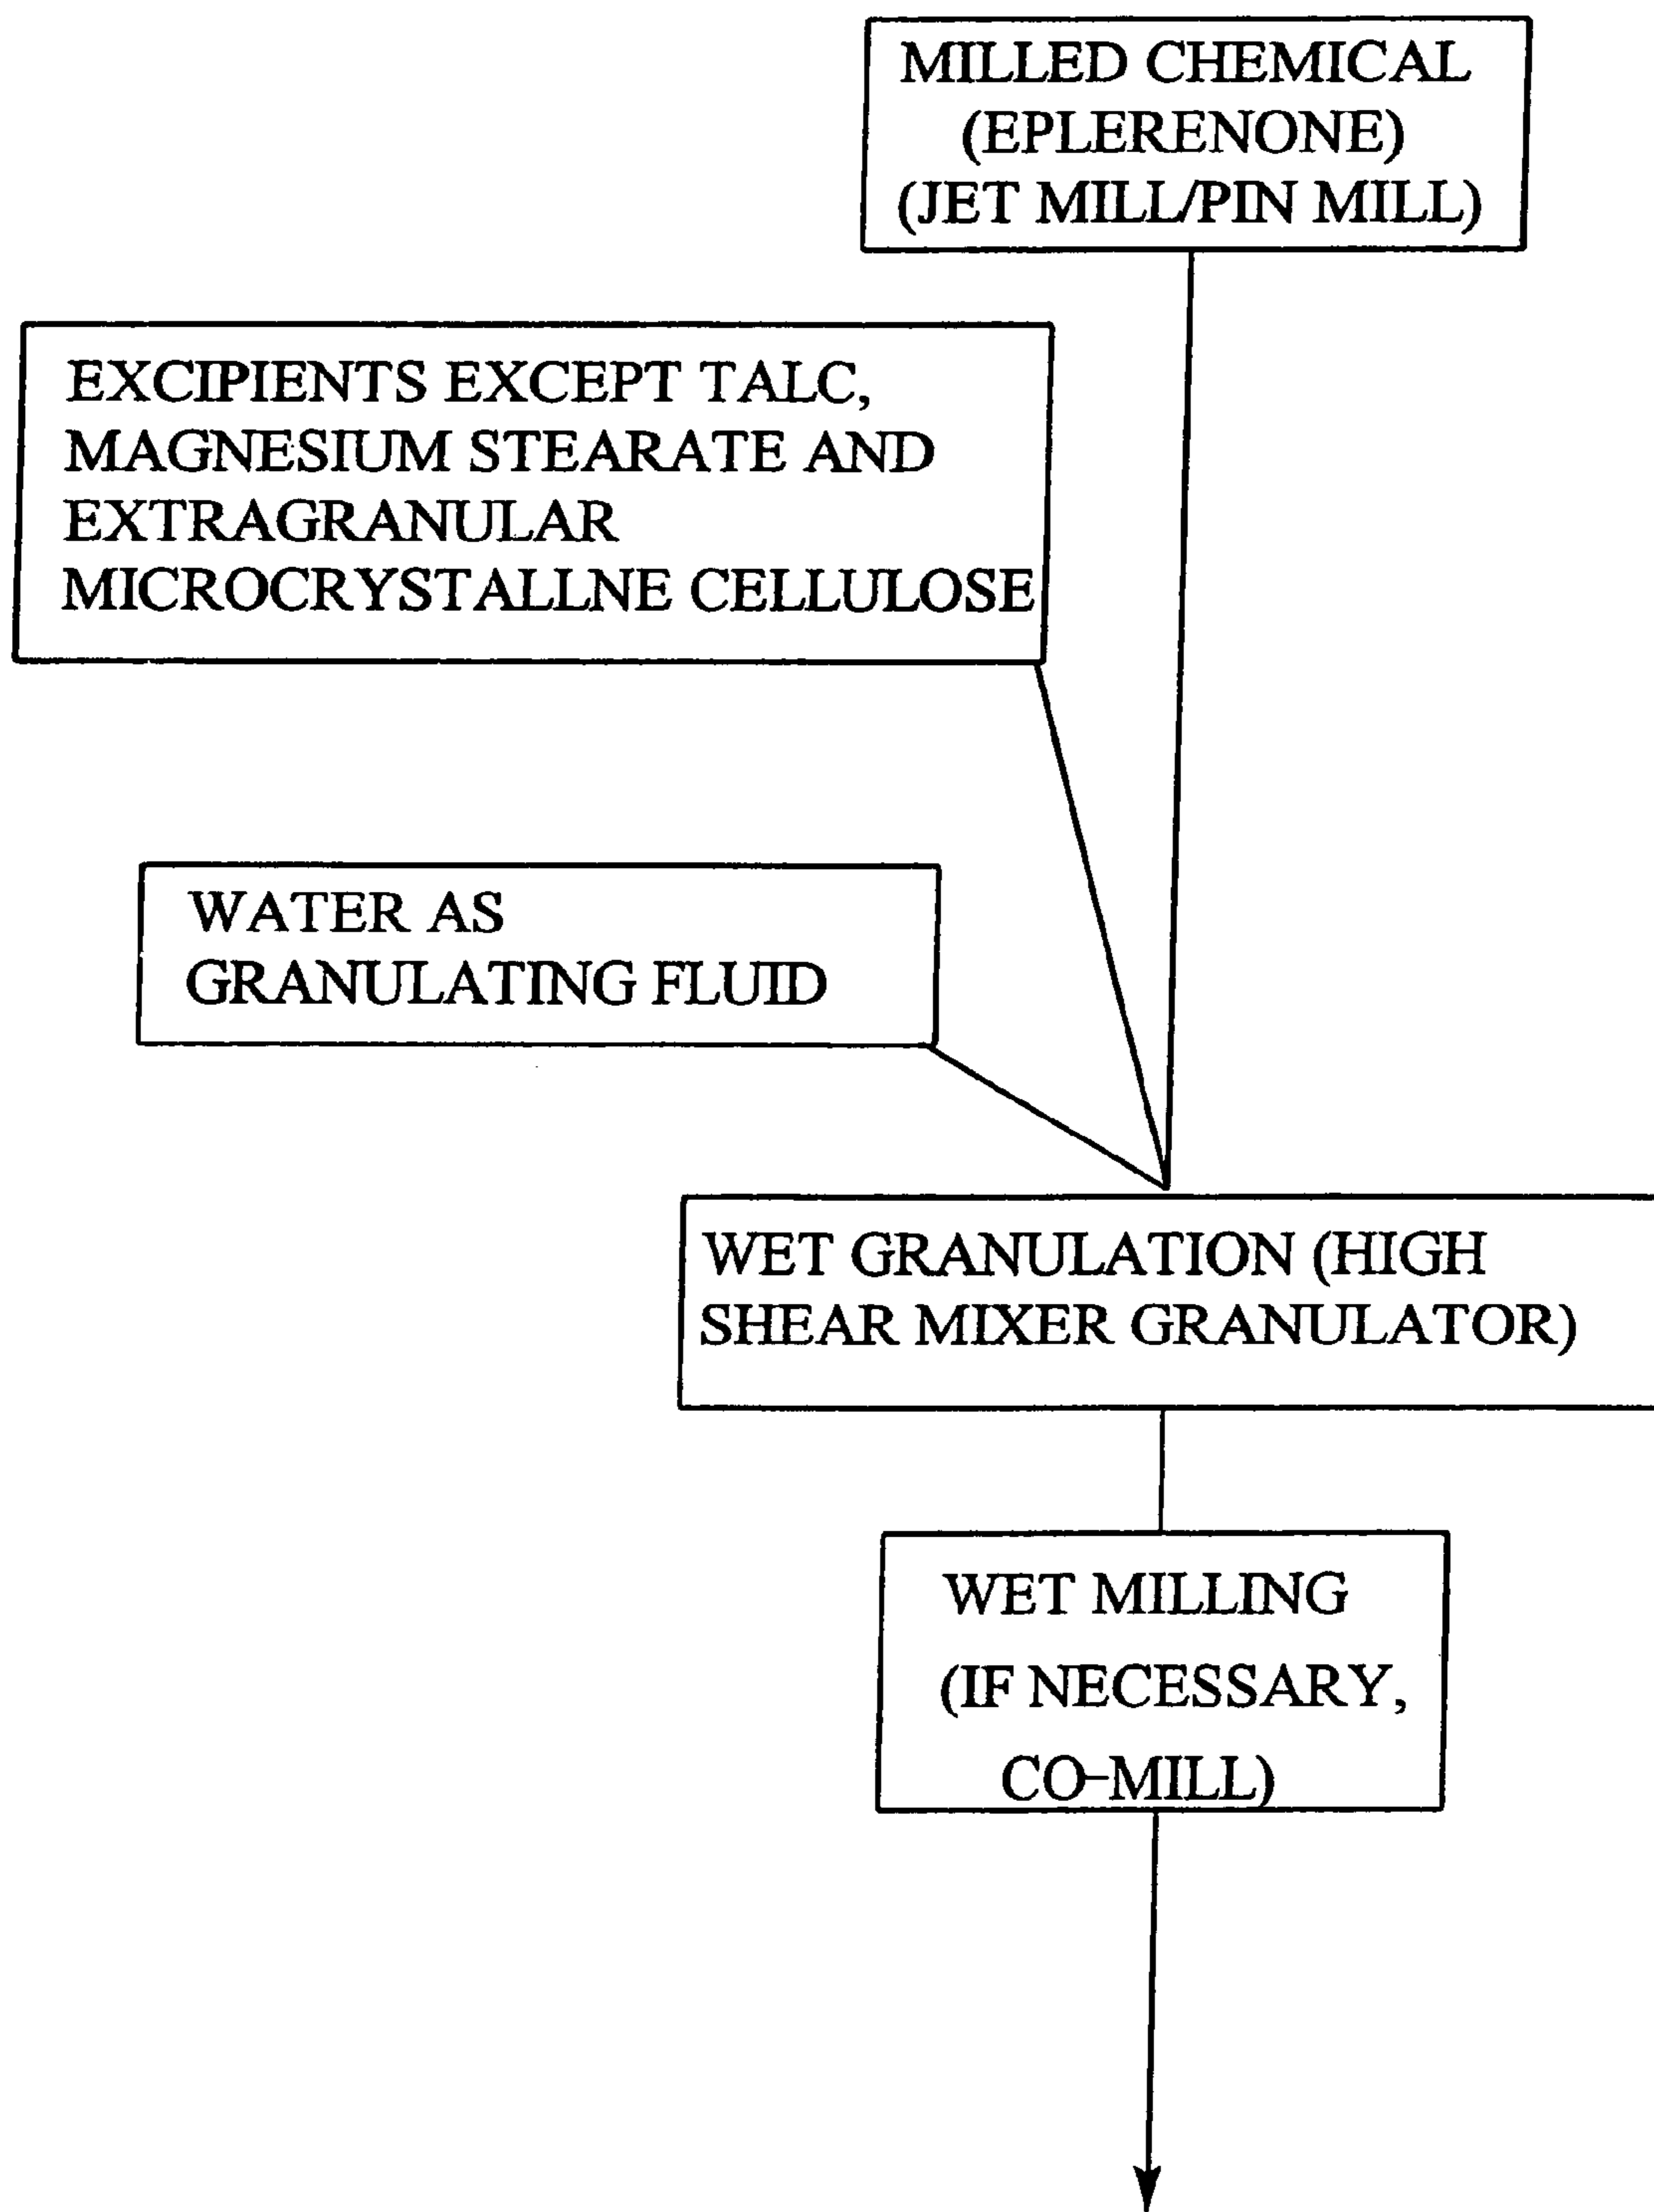 MILLED CHEMICAL
(EPLERENONE)
(JET MILL/PIN MILL)
EXCIPIENTS EXCEPT TALC,
MAGNESIUM STEARATE AND
EXTRAGRANULAR
MICROCRYSTALLNE CELLULOSE
WATER AS
GRANULATING FLUID
WET GRANULATION (HIGH
SHEAR MIXER GRANULATOR)
WET MILLING
(IF NECESSARY,
CO-MILL)